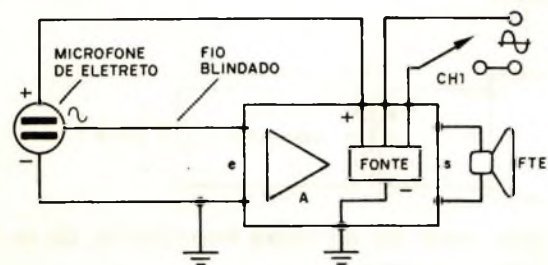 MICROFONE
DE ELETRETO
FIO
BLINDADO
CH1
+
+
−
e
A
FONTE
−
s
FTE